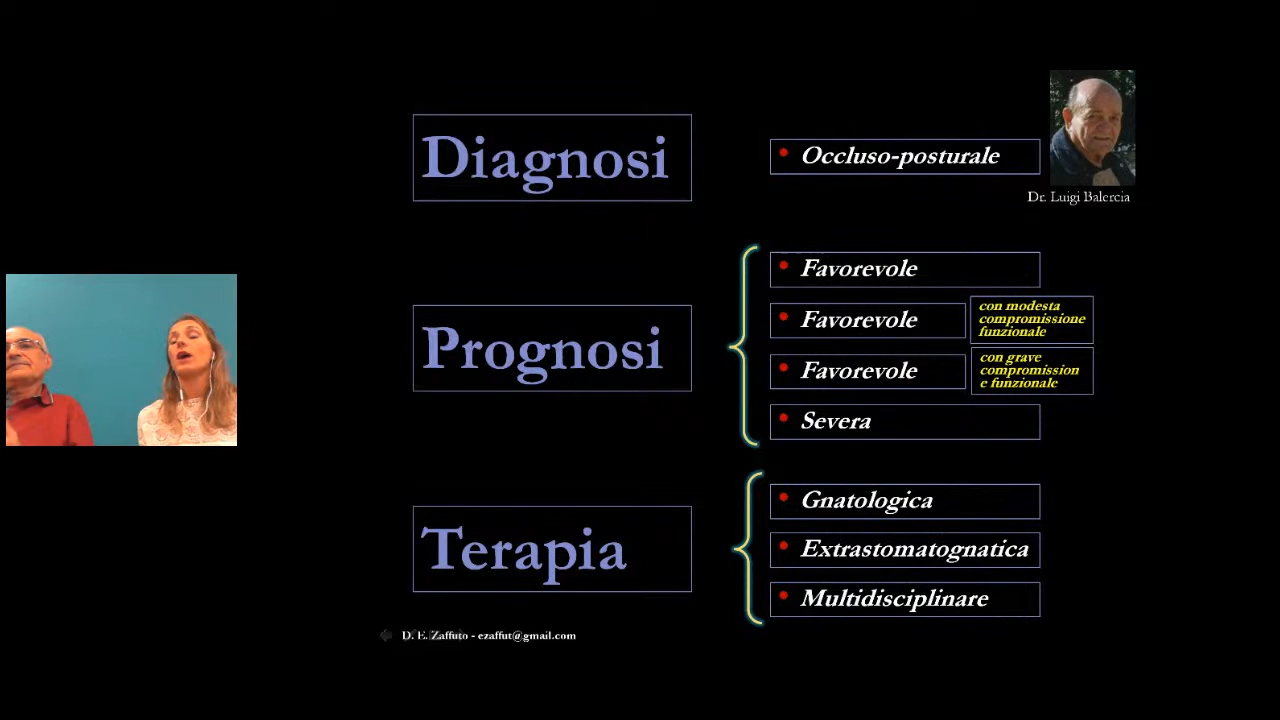 Diagnosi
Occluso-posturale
Dr. Luigi Balercia
Prognosi
Favorevole
Favorevole
con modesta
compromissione
funzionale
Favorevole
con grave
compromission
e funzionale
Severa
Terapia
Gnatologica
Extrastomatognatica
Multidisciplinare
D. E. Zaffuto - ezaffut@gmail.com